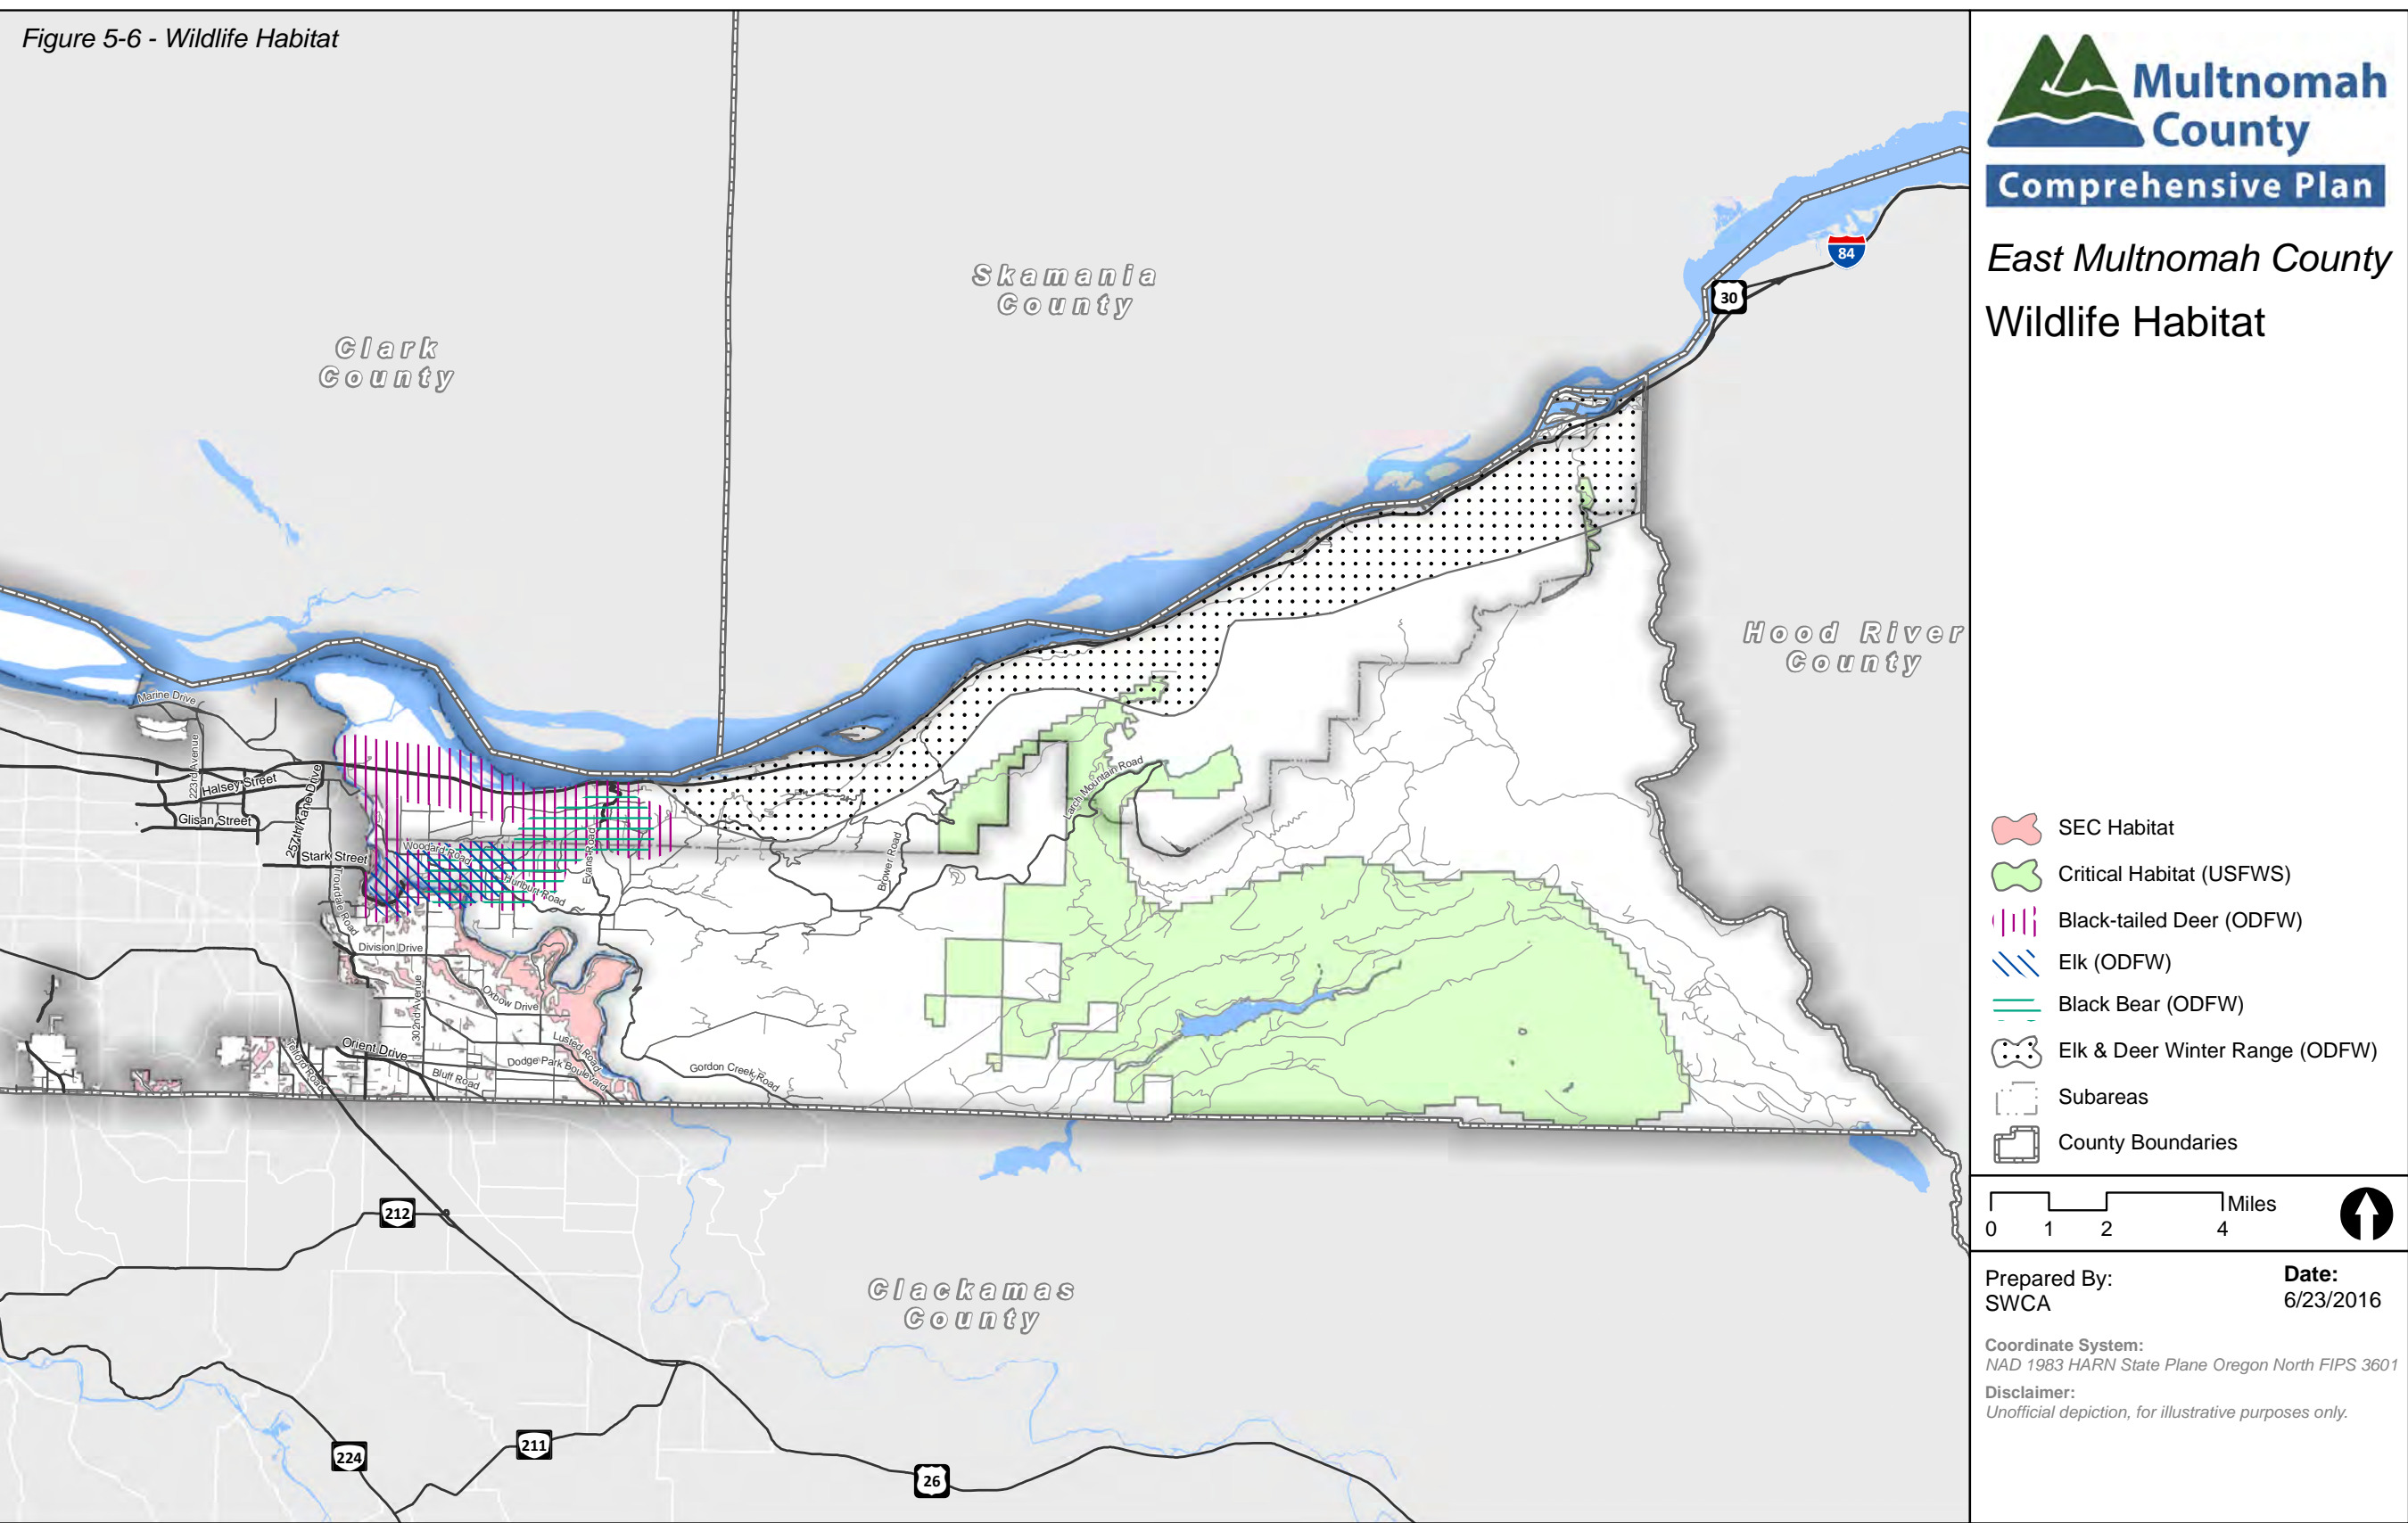 Figure 5-6 - Wildlife Habitat
Multnomah
County
Comprehensive Plan
East Multnomah County
Wildlife Habitat
Skamania
County
Clark
County
Hood River
County
Clackamas
County
84
30
Marine Drive
223rd Avenue
Halsey Street
257th/Kane Drive
Glisan Street
Stark Street
Troutdale Road
Woodard Road
Hurlburt Road
Evans Road
Brower Road
Larch Mountain Road
Division Drive
302nd Avenue
Oxbow Drive
Lusted Road
Dodge Park Boulevard
Orient Drive
Bluff Road
Telford Road
Gordon Creek Road
212
224
211
26
SEC Habitat
Critical Habitat (USFWS)
Black-tailed Deer (ODFW)
Elk (ODFW)
Black Bear (ODFW)
Elk & Deer Winter Range (ODFW)
Subareas
County Boundaries
Miles
0 1 2 4
Prepared By:
SWCA
Date:
6/23/2016
Coordinate System:
NAD 1983 HARN State Plane Oregon North FIPS 3601
Disclaimer:
Unofficial depiction, for illustrative purposes only.